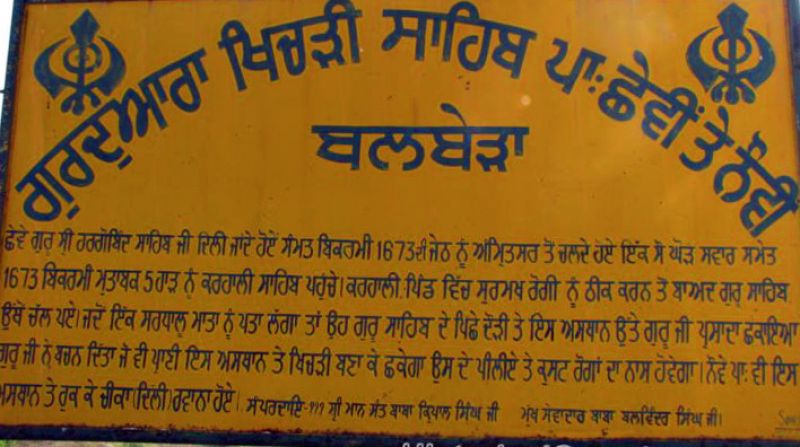 ਗੁਰਦੁਆਰਾ ਖਿਚੜੀ ਸਾਹਿਬ ਪਾ: ਛੇਵੀਂ ਤੇ ਨੌਵੀਂ
ਬਲਬੇੜਾ
ਛੇਵੇ ਗੁਰੂ ਸ੍ਰੀ ਹਰਗੋਬਿੰਦ ਸਾਹਿਬ ਜੀ ਦਿਲੀ ਜਾਂਦੇ ਹੋਏ ਸੰਮਤ ਬਿਕਰਮੀ 1673 ਜੇਠ ਨੂੰ ਅੰਮ੍ਰਿਤਸਰ ਤੋਂ ਚਲਦੇ ਹੋਏ ਇੱਕ ਸੋ ਘੋੜ ਸਵਾਰ ਸਮੇਤ
1673 ਬਿਕਰਮੀ ਮੁਤਾਬਕ 5 ਹਾੜ ਨੂੰ ਕਰਹਾਲੀ ਸਾਹਿਬ ਪਹੁੰਚੇ। ਕਰਹਾਲੀ ਪਿੰਡ ਵਿੱਚ ਸੁਰਮਖ ਰੋਗੀ ਨੂੰ ਠੀਕ ਕਰਨ ਤੋਂ ਬਾਅਦ ਗੁਰੂ ਸਾਹਿਬ
ਉਥੋਂ ਚੱਲ ਪਏ। ਜਦੋਂ ਇੱਕ ਸਰਧਾਲੂ ਮਾਤਾ ਨੂੰ ਪਤਾ ਲੱਗਾ ਤਾਂ ਉਹ ਗੁਰੂ ਸਾਹਿਬ ਦੇ ਪਿਛੇ ਦੌੜੀ ਤੇ ਇਸ ਅਸਥਾਨ ਉਤੇ ਗੁਰੂ ਜੀ ਪ੍ਰਸਾਦਾ ਛਕਾਇਆ
ਗੁਰੂ ਜੀ ਨੇ ਬਚਨ ਦਿੱਤਾ ਜੋ ਵੀ ਪ੍ਰਾਣੀ ਇਸ ਅਸਥਾਨ ਤੇ ਖਿਚੜੀ ਬਣਾ ਕੇ ਛਕੇਗਾ ਉਸ ਦੇ ਪੀਲੀਏ ਤੇ ਕੁਸਟ ਰੋਗਾਂ ਦਾ ਨਾਸ ਹੋਵੇਗਾ। ਨੌਵੇ ਪਾ: ਵੀ ਇਸ
ਅਸਥਾਨ ਤੇ ਰੁਕ ਕੇ ਚੀਕਾ (ਦਿਲੀ) ਰਵਾਨਾ ਹੋਏ। ਸੰਪਰਦਾਇ-੧੧੧ ਸ੍ਰੀ ਮਾਨ ਸੰਤ ਬਾਬਾ ਕ੍ਰਿਪਾਲ ਸਿੰਘ ਜੀ ਮੁੱਖ ਸੇਵਾਦਾਰ ਬਾਬਾ ਬਲਵਿੰਦਰ ਸਿੰਘ ਜੀ।